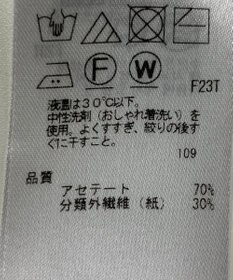 F
W
F23T
液温は30℃以下。
中性洗剤(おしゃれ着洗い)を
使用。よくすすぎ、絞りの後す
ぐに干すこと。
109
品質
アセテート 70%
分類外繊維(紙) 30%